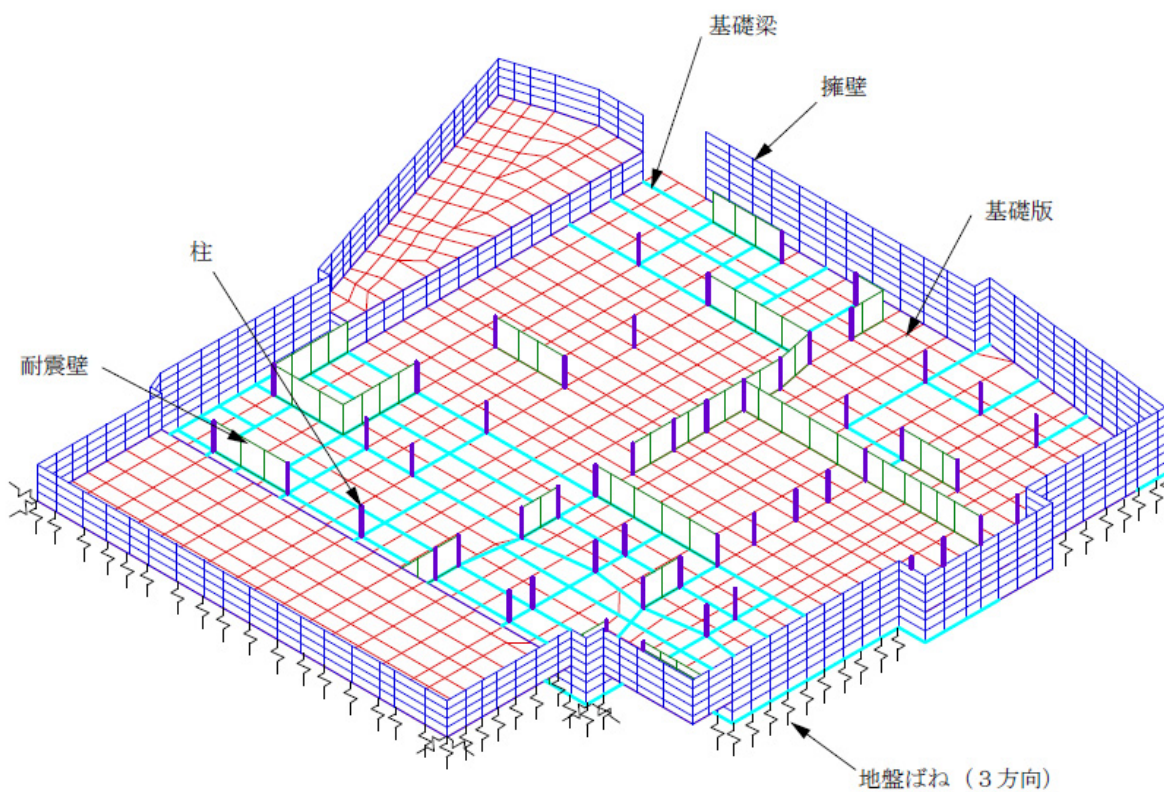 基礎梁
擁壁
基礎版
柱
耐震壁
地盤ばね（３方向）